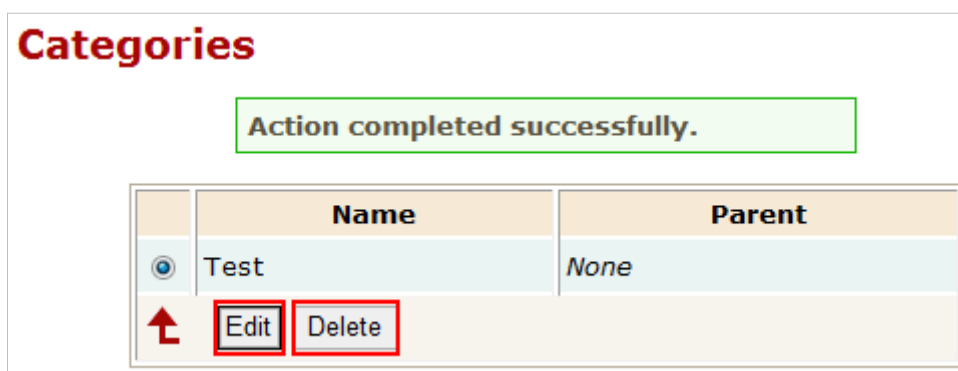 Categories
Action completed successfully.
Name Parent
Test None
Edit Delete